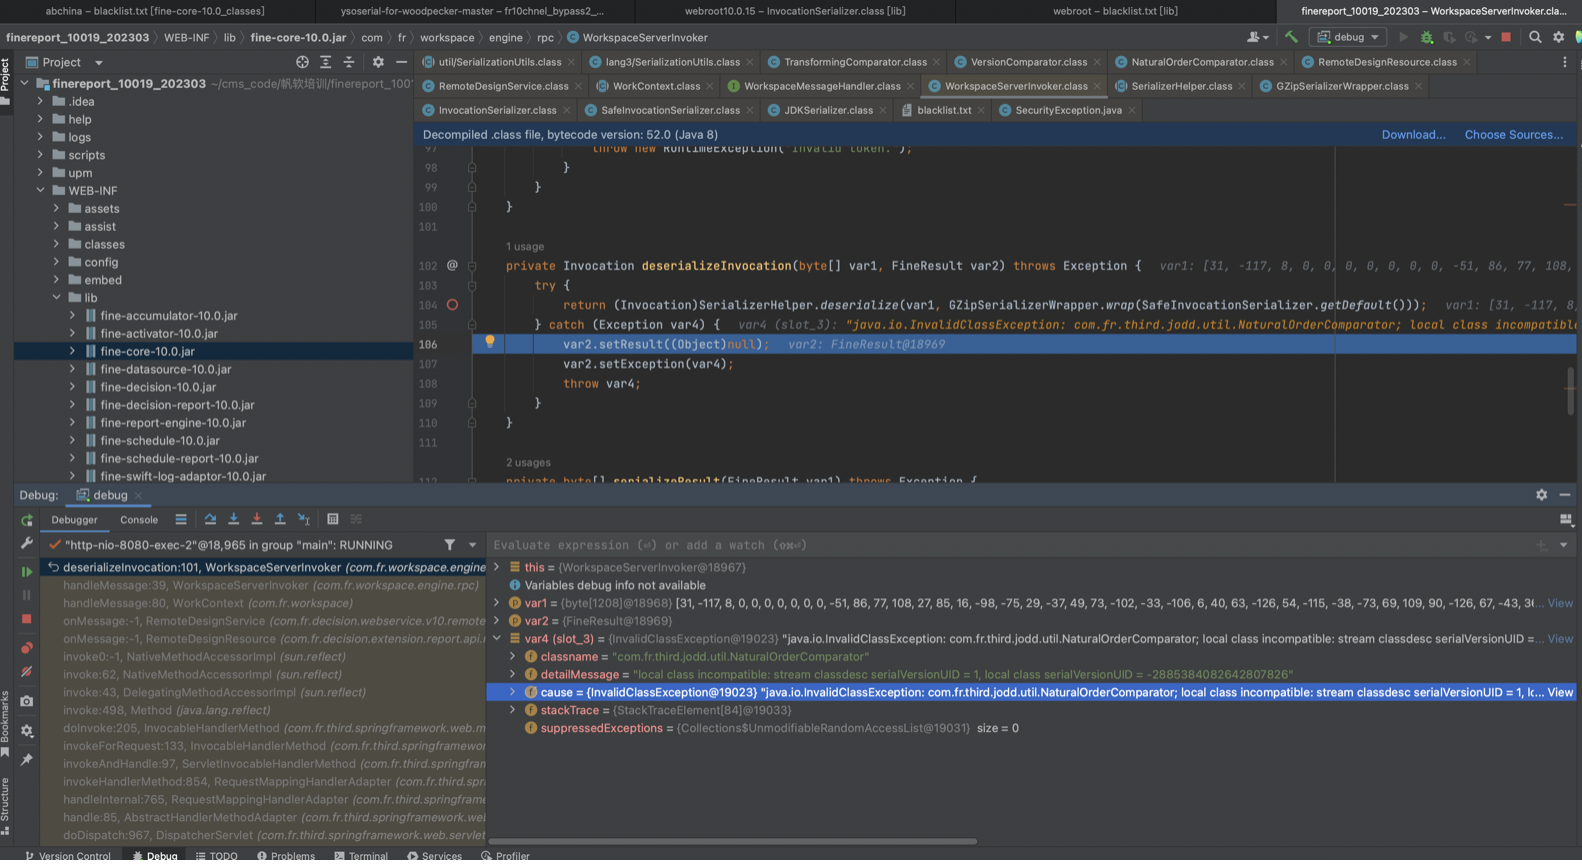 abchina – blacklist.txt [fine-core-10.0_classes]
ysoserial-for-woodpecker-master – fr10chnel_bypass2_...
webroot10.0.15 – InvocationSerializer.class [lib]
webroot – blacklist.txt [lib]
finereport_10019_202303 – WorkspaceServerInvoker.cla...
finereport_10019_202303 WEB-INF lib fine-core-10.0.jar com fr workspace engine rpc WorkspaceServerInvoker
debug
Project
util/SerializationUtils.class lang3/SerializationUtils.class TransformingComparator.class VersionComparator.class NaturalOrderComparator.class RemoteDesignResource.class
RemoteDesignService.class WorkContext.class WorkspaceMessageHandler.class WorkspaceServerInvoker.class SerializerHelper.class GZipSerializerWrapper.class
InvocationSerializer.class SafeInvocationSerializer.class JDKSerializer.class blacklist.txt SecurityException.java
Project
finereport_10019_202303 ~/cms_code/帆软培训/finereport_100
.idea
help
logs
scripts
upm
WEB-INF
assets
assist
classes
config
embed
lib
fine-accumulator-10.0.jar
fine-activator-10.0.jar
fine-core-10.0.jar
fine-datasource-10.0.jar
fine-decision-10.0.jar
fine-decision-report-10.0.jar
fine-report-engine-10.0.jar
fine-schedule-10.0.jar
fine-schedule-report-10.0.jar
fine-swift-log-adaptor-10.0.jar
Decompiled .class file, bytecode version: 52.0 (Java 8)
Download... Choose Sources...
97 throw new RuntimeException("Invalid token.");
98 }
99 }
100 }
101
1 usage
102 @ private Invocation deserializeInvocation(byte[] var1, FineResult var2) throws Exception { var1: [31, -117, 8, 0, 0, 0, 0, 0, 0, 0, -51, 86, 77, 108,
103 try {
104 return (Invocation)SerializerHelper.deserialize(var1, GZipSerializerWrapper.wrap(SafeInvocationSerializer.getDefault())); var1: [31, -117, 8,
105 } catch (Exception var4) { var4 (slot_3): "java.io.InvalidClassException: com.fr.third.jodd.util.NaturalOrderComparator; local class incompatible
106 var2.setResult((Object)null); var2: FineResult@18969
107 var2.setException(var4);
108 throw var4;
109 }
110 }
111
2 usages
112 private byte[] serializeResult(FineResult var1) throws Exception {
Debug: debug
Debugger Console
"http-nio-8080-exec-2"@18,965 in group "main": RUNNING
deserializeInvocation:101, WorkspaceServerInvoker (com.fr.workspace.engine
handleMessage:39, WorkspaceServerInvoker (com.fr.workspace.engine.rpc)
handleMessage:80, WorkContext (com.fr.workspace)
onMessage:-1, RemoteDesignService (com.fr.decision.webservice.v10.remote
onMessage:-1, RemoteDesignResource (com.fr.decision.extension.report.api.
invoke0:-1, NativeMethodAccessorImpl (sun.reflect)
invoke:62, NativeMethodAccessorImpl (sun.reflect)
invoke:43, DelegatingMethodAccessorImpl (sun.reflect)
invoke:498, Method (java.lang.reflect)
doInvoke:205, InvocableHandlerMethod (com.fr.third.springframework.web.m
invokeForRequest:133, InvocableHandlerMethod (com.fr.third.springframewo
invokeAndHandle:97, ServletInvocableHandlerMethod (com.fr.third.springfran
invokeHandlerMethod:854, RequestMappingHandlerAdapter (com.fr.third.sp
handleInternal:765, RequestMappingHandlerAdapter (com.fr.third.springfran
handle:85, AbstractHandlerMethodAdapter (com.fr.third.springframework.we
doDispatch:967, DispatcherServlet (com.fr.third.springframework.web.servlet
Evaluate expression (⏎) or add a watch (⇧⌘⏎)
this = {WorkspaceServerInvoker@18967}
Variables debug info not available
var1 = {byte[1208]@18968} [31, -117, 8, 0, 0, 0, 0, 0, 0, 0, -51, 86, 77, 108, 27, 85, 16, -98, -75, 29, -37, 49, 73, -102, -33, -106, 6, 40, 63, -126, 54, -115, -38, -73, 69, 109, 90, -126, 67, -43, 3(... View
var2 = {FineResult@18969}
var4 (slot_3) = {InvalidClassException@19023} "java.io.InvalidClassException: com.fr.third.jodd.util.NaturalOrderComparator; local class incompatible: stream classdesc serialVersionUID =... View
classname = "com.fr.third.jodd.util.NaturalOrderComparator"
detailMessage = "local class incompatible: stream classdesc serialVersionUID = 1, local class serialVersionUID = -2885384082642807826"
cause = {InvalidClassException@19023} "java.io.InvalidClassException: com.fr.third.jodd.util.NaturalOrderComparator; local class incompatible: stream classdesc serialVersionUID = 1, l... View
stackTrace = {StackTraceElement[84]@19033}
suppressedExceptions = {Collections$UnmodifiableRandomAccessList@19031} size = 0
Bookmarks
Structure
Version Control Debug TODO Problems Terminal Services Profiler